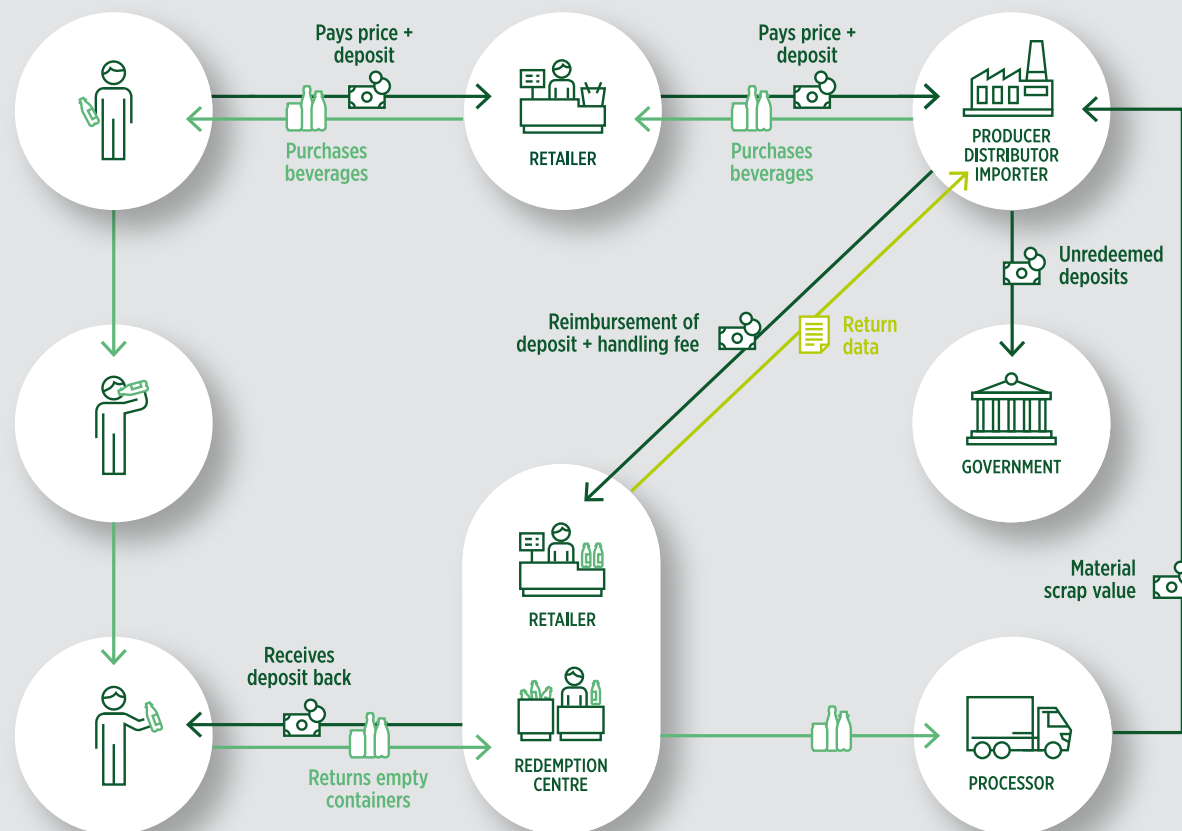 Pays price +
deposit
Pays price +
deposit
Purchases
beverages
RETAILER
Purchases
beverages
PRODUCER
DISTRIBUTOR
IMPORTER
Unredeemed
deposits
Reimbursement of
deposit + handling fee
Return
data
GOVERNMENT
Material
scrap value
RETAILER
Receives
deposit back
REDEMPTION
CENTRE
Returns empty
containers
PROCESSOR